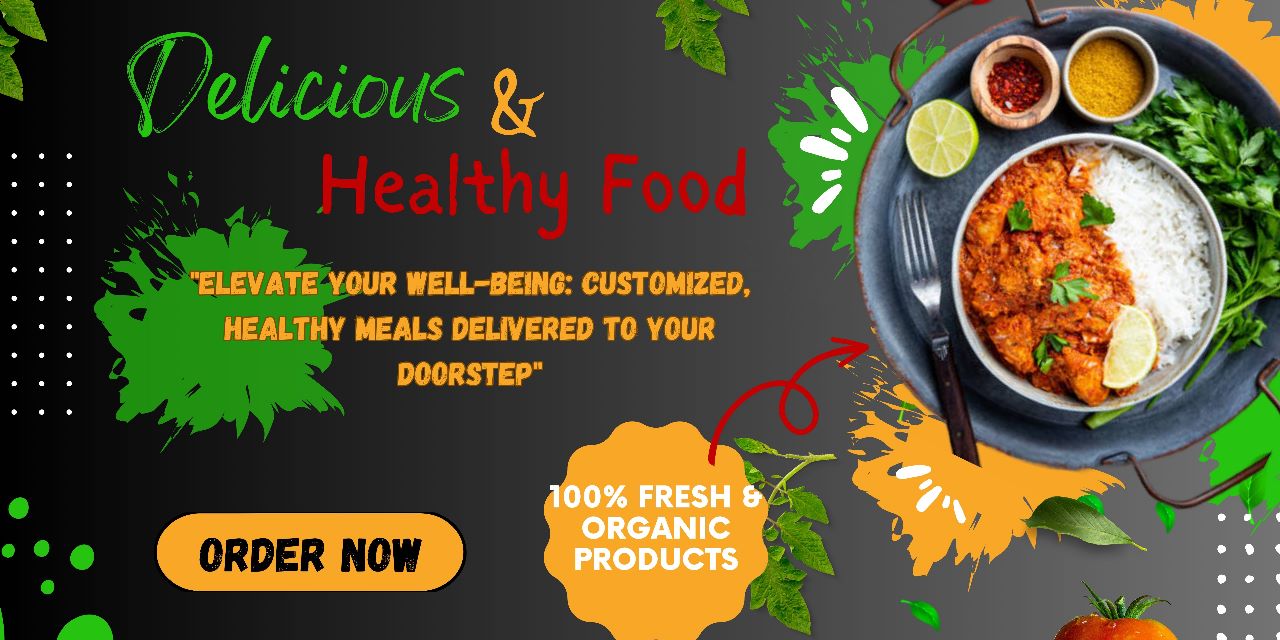 Delicious &
Healthy Food
"ELEVATE YOUR WELL-BEING: CUSTOMIZED,
HEALTHY MEALS DELIVERED TO YOUR
DOORSTEP"
100% FRESH &
ORGANIC
PRODUCTS
ORDER NOW